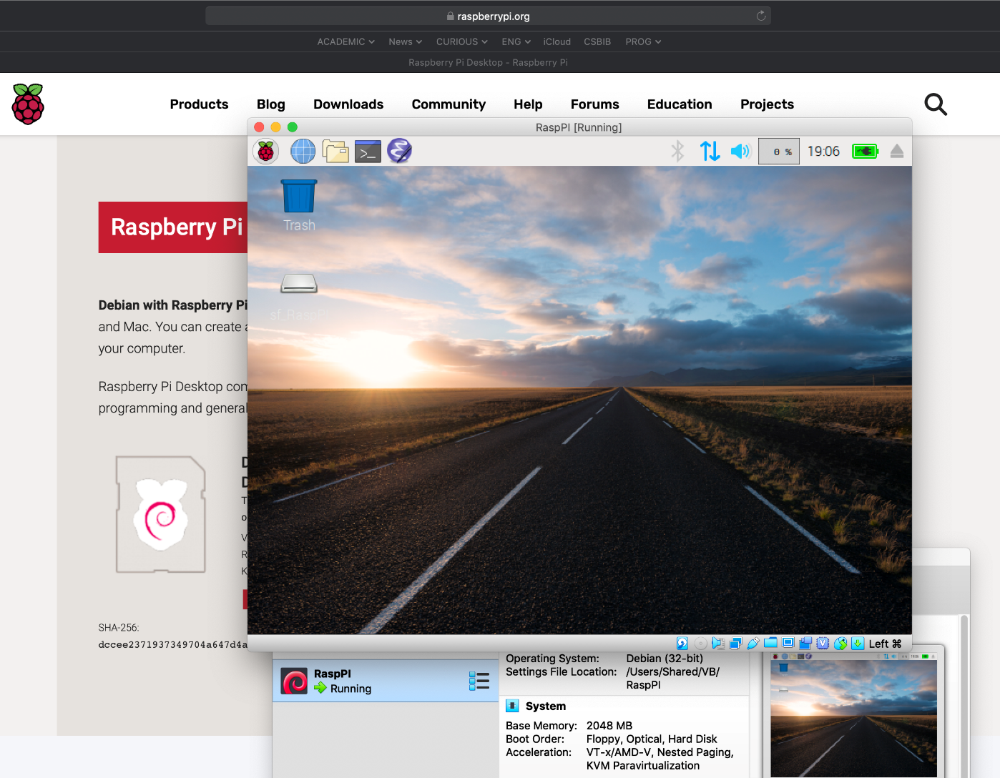 raspberrypi.org
ACADEMIC News CURIOUS ENG iCloud CSBIB PROG
Raspberry Pi Desktop - Raspberry Pi
Products Blog Downloads Community Help Forums Education Projects
RaspPI [Running]
0 % 19:06
Trash
Raspberry Pi
Debian with Raspberry Pi
and Mac. You can create
your computer.
Raspberry Pi Desktop
programming and general
SHA-256:
dccee2371937349704a647d4a
Left ⌘
RaspPI
Running
Operating System: Debian (32-bit)
Settings File Location: /Users/Shared/VB/
RaspPI
System
Base Memory: 2048 MB
Boot Order: Floppy, Optical, Hard Disk
Acceleration: VT-x/AMD-V, Nested Paging,
KVM Paravirtualization